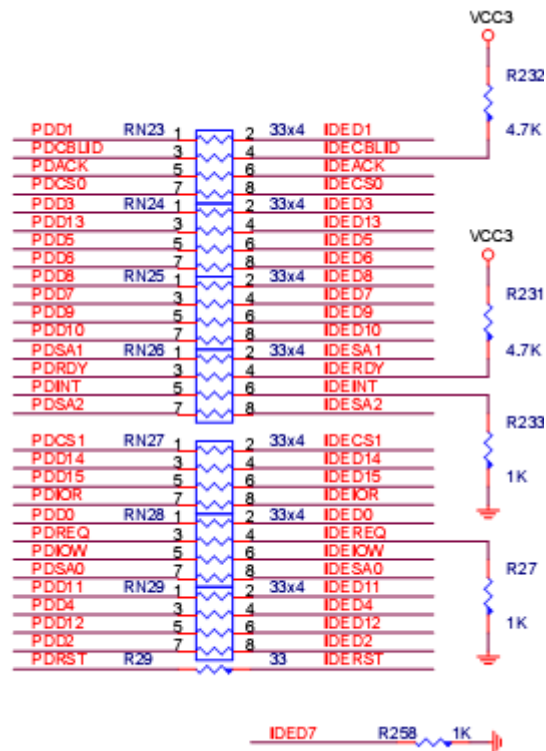 VCC3
R232
4.7K
PDD1 RN23 1 2 33x4 IDED1
PDCBLID 3 4 IDECBLID
PDACK 5 6 IDEACK
PDCS0 7 8 IDECS0
PDD3 RN24 1 2 33x4 IDED3
PDD13 3 4 IDED13
PDD5 5 6 IDED5
PDD6 7 8 IDED6
VCC3
PDD8 RN25 1 2 33x4 IDED8
R231
PDD7 3 4 IDED7
PDD9 5 6 IDED9
PDD10 7 8 IDED10
4.7K
PDSA1 RN26 1 2 33x4 IDESA1
PDRDY 3 4 IDERDY
PDINT 5 6 IDEINT
PDSA2 7 8 IDESA2
R233
PDCS1 RN27 1 2 33x4 IDECS1
PDD14 3 4 IDED14
PDD15 5 6 IDED15
1K
PDIOR 7 8 IDEIOR
PDD0 RN28 1 2 33x4 IDED0
PDREQ 3 4 IDEREQ
PDIOW 5 6 IDEIOW
PDSA0 7 8 IDESA0
R27
PDD11 RN29 1 2 33x4 IDED11
PDD4 3 4 IDED4
PDD12 5 6 IDED12
1K
PDD2 7 8 IDED2
PDRST R29 33 IDERST
IDED7 R258 1K